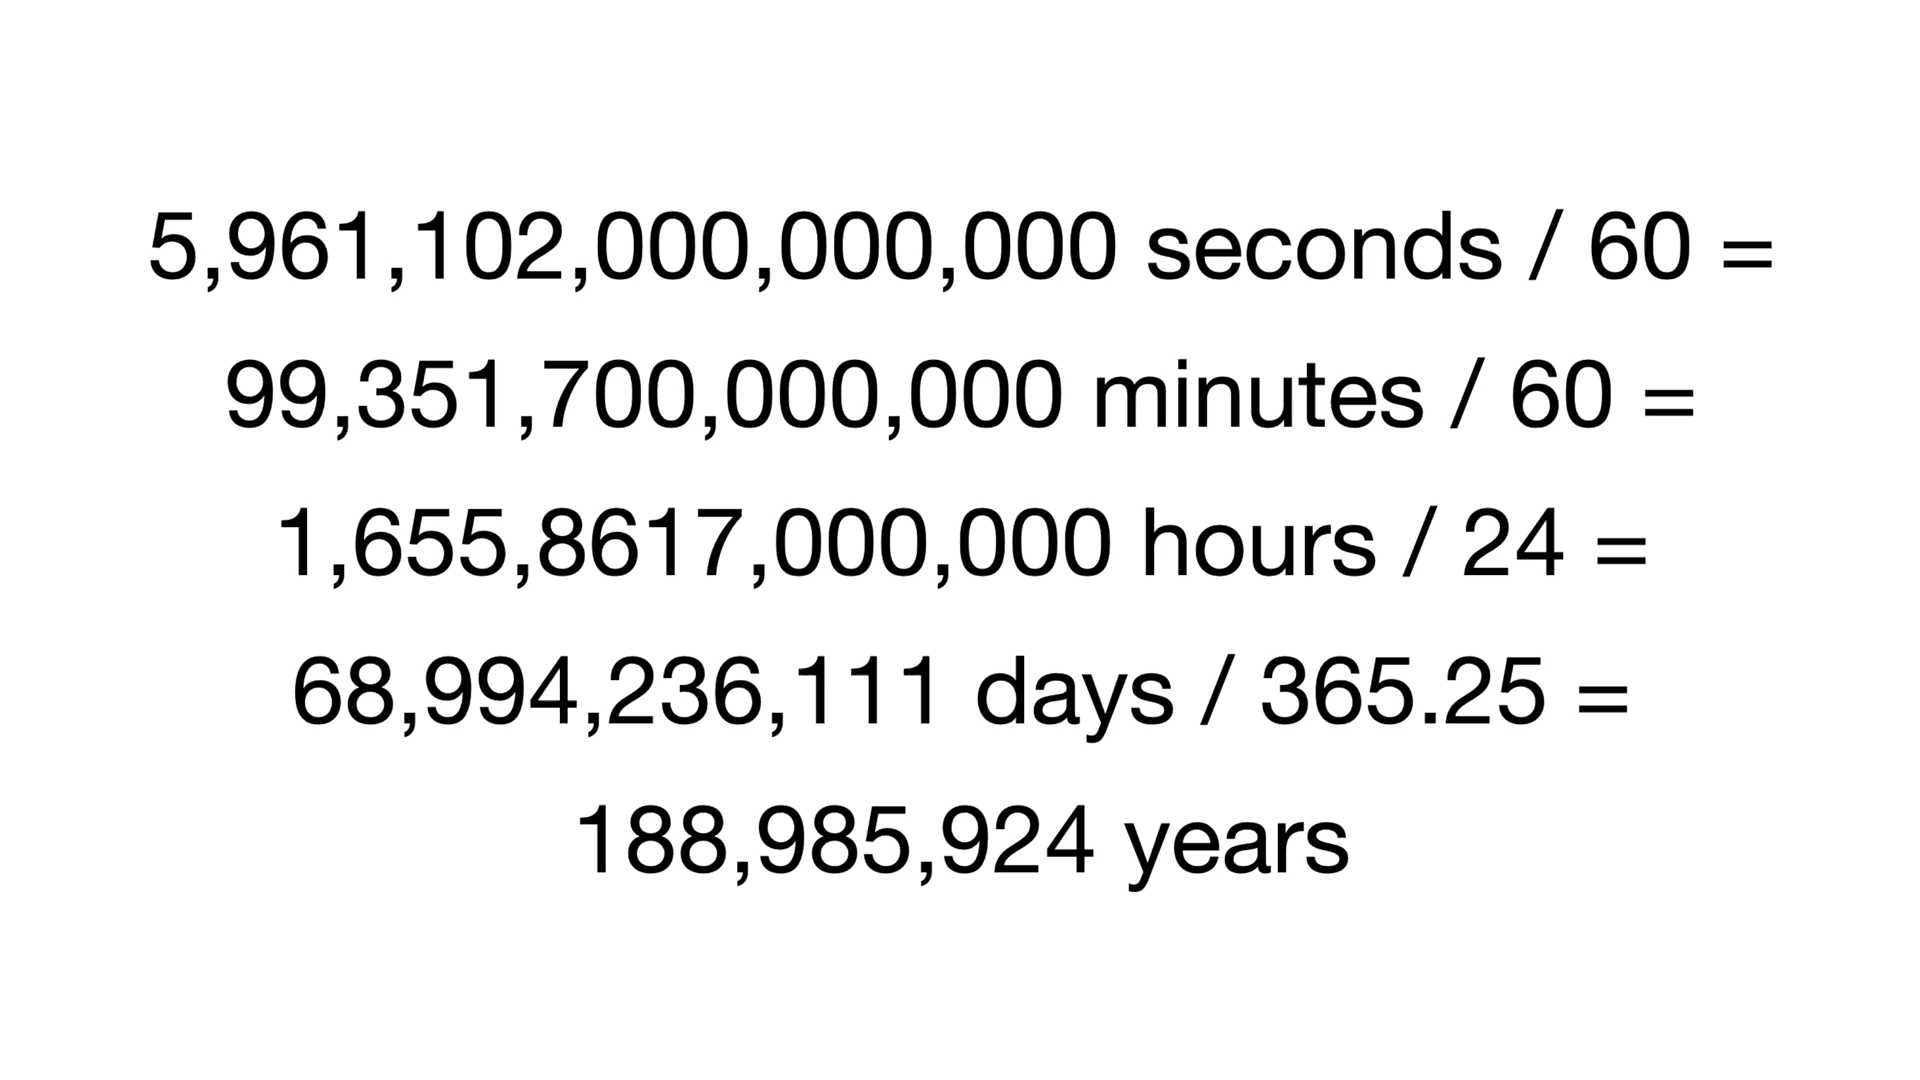 5,961,102,000,000,000 seconds / 60 =
99,351,700,000,000 minutes / 60 =
1,655,8617,000,000 hours / 24 =
68,994,236,111 days / 365.25 =
188,985,924 years